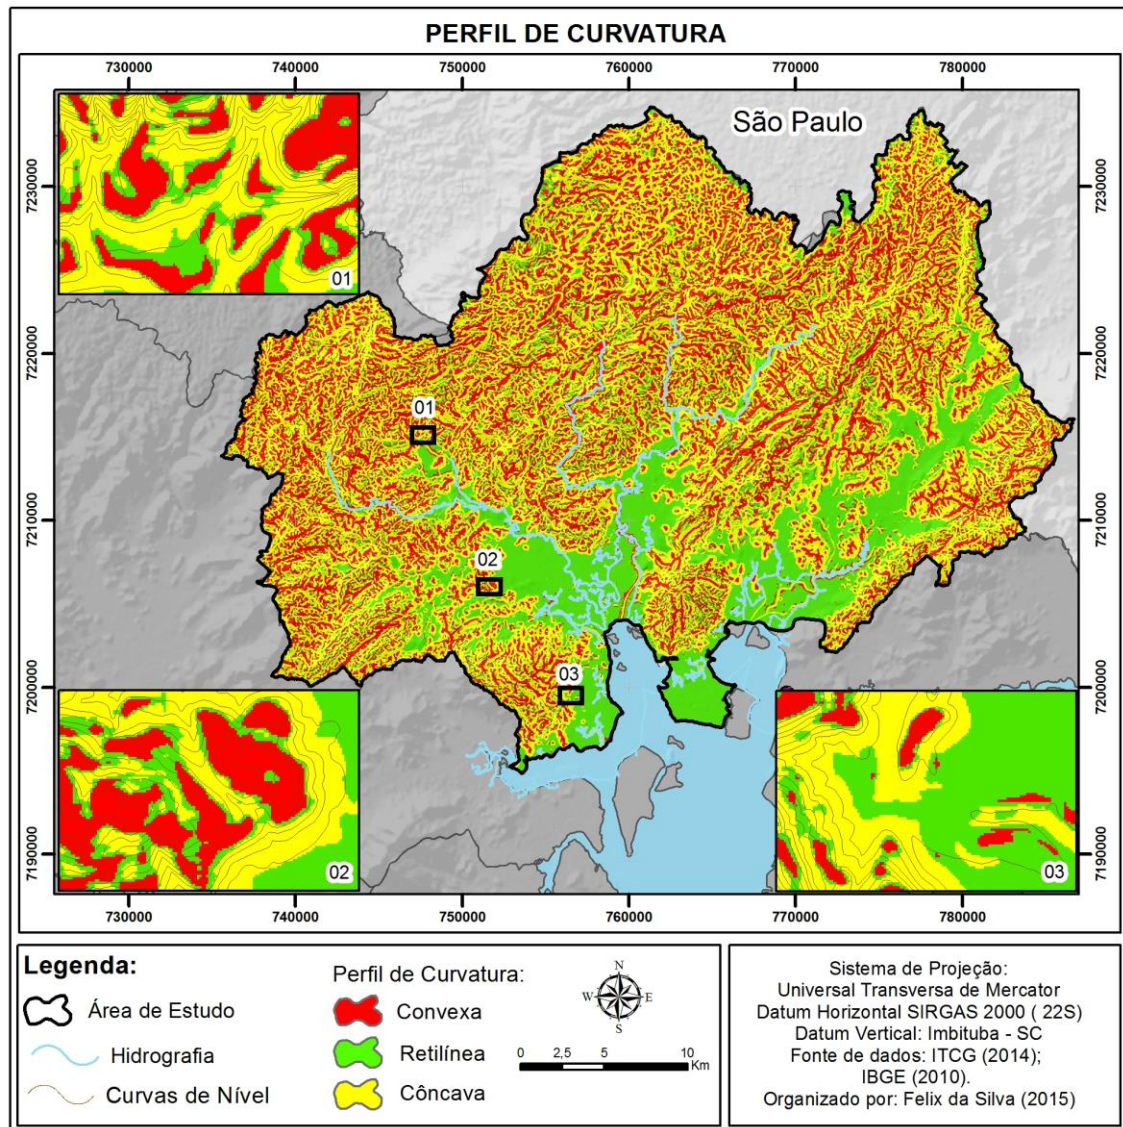 PERFIL DE CURVATURA
730000 740000 750000 760000 770000 780000
São Paulo
7230000 7230000
01
7220000 7220000
01
7210000 7210000
02
03
7200000 7200000
02
03
7190000 7190000
730000 740000 750000 760000 770000 780000
Legenda:
Área de Estudo
Hidrografia
Curvas de Nível
Perfil de Curvatura:
Convexa
Retilínea
Côncava
N
W E
S
0 2,5 5 10
Km
Sistema de Projeção:
Universal Transversa de Mercator
Datum Horizontal SIRGAS 2000 ( 22S)
Datum Vertical: Imbituba - SC
Fonte de dados: ITCG (2014);
IBGE (2010).
Organizado por: Felix da Silva (2015)